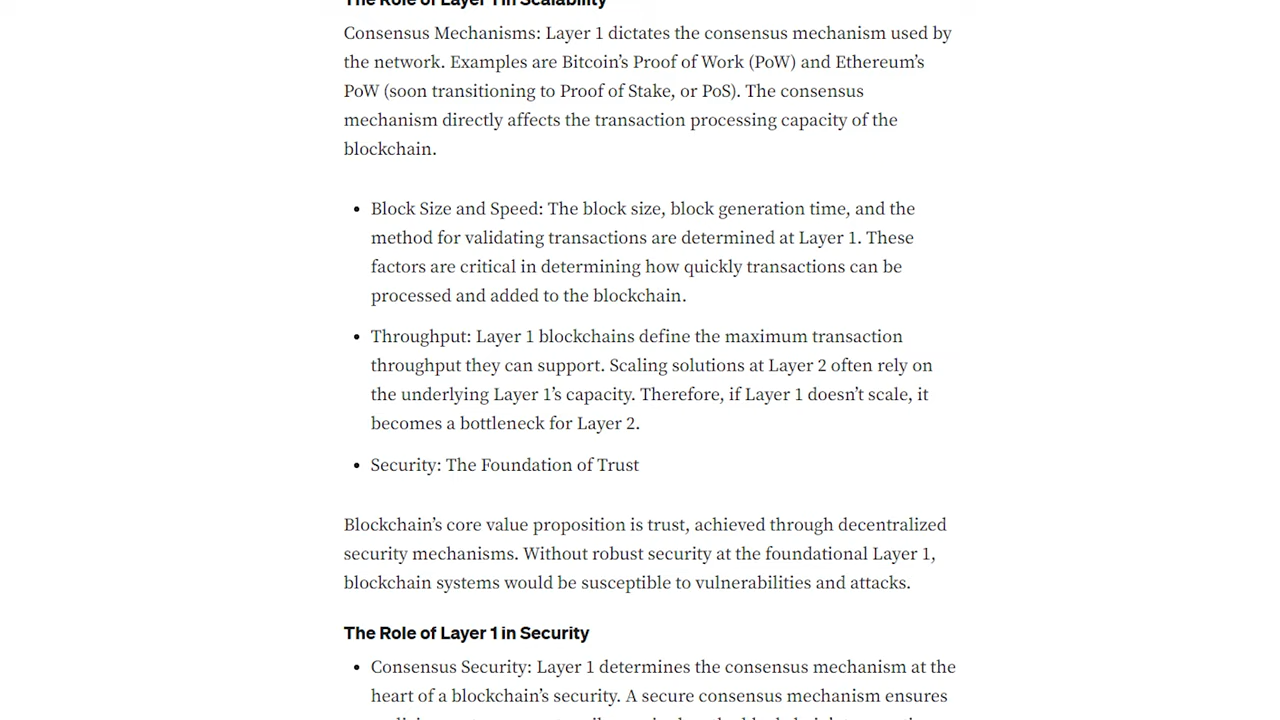 The Role of Layer 1 in Scalability
Consensus Mechanisms: Layer 1 dictates the consensus mechanism used by
the network. Examples are Bitcoin’s Proof of Work (PoW) and Ethereum’s
PoW (soon transitioning to Proof of Stake, or PoS). The consensus
mechanism directly affects the transaction processing capacity of the
blockchain.
• Block Size and Speed: The block size, block generation time, and the
method for validating transactions are determined at Layer 1. These
factors are critical in determining how quickly transactions can be
processed and added to the blockchain.
• Throughput: Layer 1 blockchains define the maximum transaction
throughput they can support. Scaling solutions at Layer 2 often rely on
the underlying Layer 1’s capacity. Therefore, if Layer 1 doesn’t scale, it
becomes a bottleneck for Layer 2.
• Security: The Foundation of Trust
Blockchain’s core value proposition is trust, achieved through decentralized
security mechanisms. Without robust security at the foundational Layer 1,
blockchain systems would be susceptible to vulnerabilities and attacks.
The Role of Layer 1 in Security
• Consensus Security: Layer 1 determines the consensus mechanism at the
heart of a blockchain’s security. A secure consensus mechanism ensures